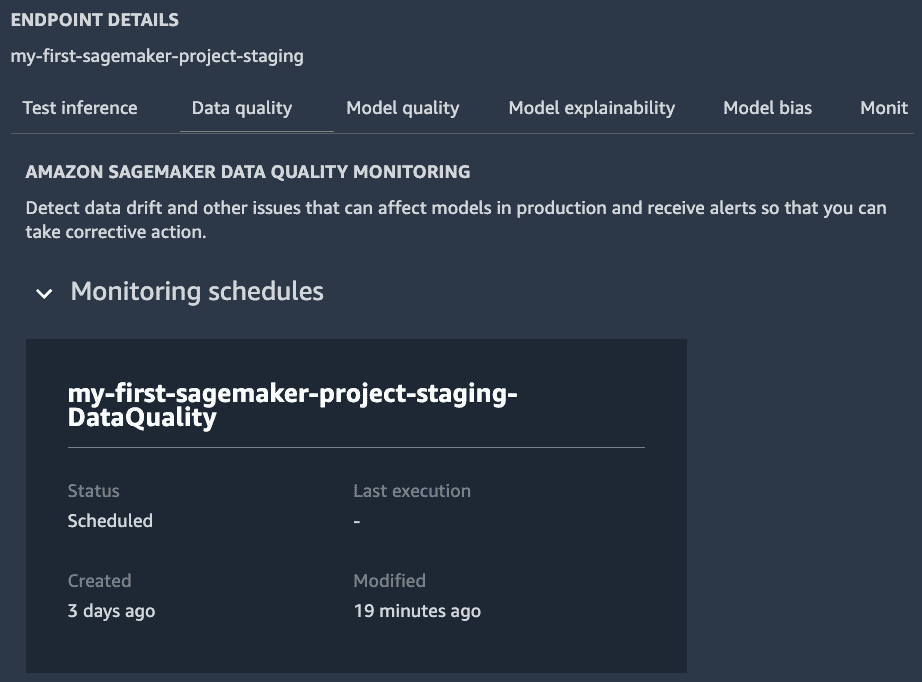 ENDPOINT DETAILS
my-first-sagemaker-project-staging
Test inference Data quality Model quality Model explainability Model bias Monit
AMAZON SAGEMAKER DATA QUALITY MONITORING
Detect data drift and other issues that can affect models in production and receive alerts so that you can
take corrective action.
Monitoring schedules
my-first-sagemaker-project-staging-
DataQuality
Status Last execution
Scheduled -
Created Modified
3 days ago 19 minutes ago